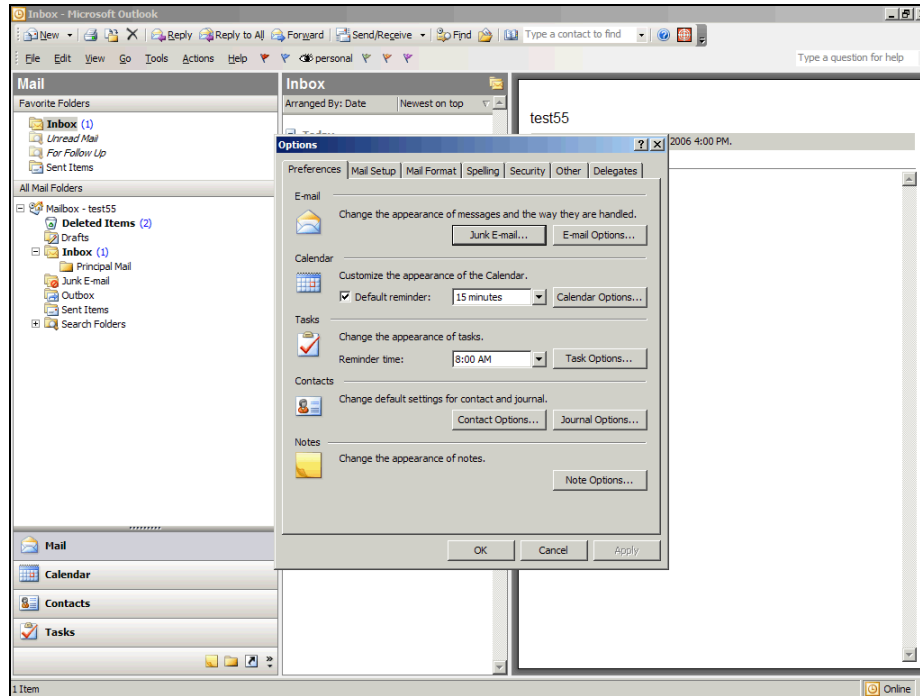 Inbox - Microsoft Outlook
New Reply Reply to All Forward Send/Receive Find Type a contact to find
File Edit View Go Tools Actions Help personal Type a question for help
Mail
Favorite Folders
Inbox (1)
Unread Mail
For Follow Up
Sent Items
All Mail Folders
Mailbox - test55
Deleted Items (2)
Drafts
Inbox (1)
Principal Mail
Junk E-mail
Outbox
Sent Items
Search Folders
Mail
Calendar
Contacts
Tasks
1 Item
Inbox
Arranged By: Date Newest on top
Today
test55
2006 4:00 PM.
Options
Preferences Mail Setup Mail Format Spelling Security Other Delegates
E-mail
Change the appearance of messages and the way they are handled.
Junk E-mail... E-mail Options...
Calendar
Customize the appearance of the Calendar.
Default reminder: 15 minutes Calendar Options...
Tasks
Change the appearance of tasks.
Reminder time: 8:00 AM Task Options...
Contacts
Change default settings for contact and journal.
Contact Options... Journal Options...
Notes
Change the appearance of notes.
Note Options...
OK Cancel Apply
Online